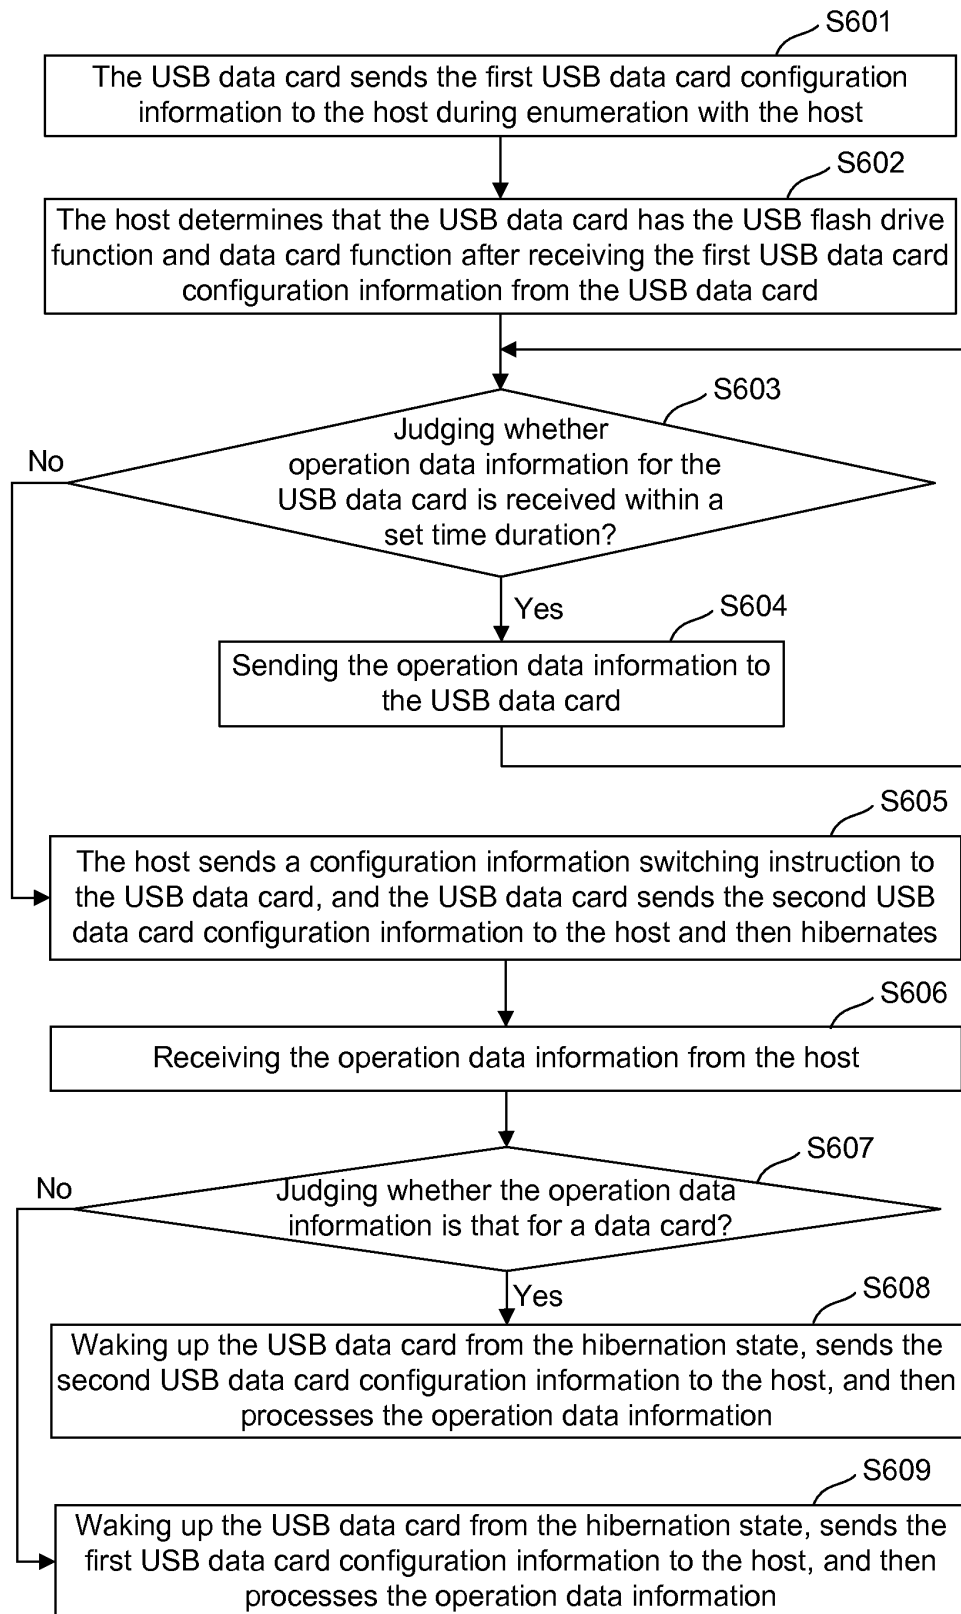 S601
The USB data card sends the first USB data card configuration
information to the host during enumeration with the host
S602
The host determines that the USB data card has the USB flash drive
function and data card function after receiving the first USB data card
configuration information from the USB data card
S603
Judging whether
operation data information for the
USB data card is received within a
set time duration?
No
Yes
S604
Sending the operation data information to
the USB data card
S605
The host sends a configuration information switching instruction to
the USB data card, and the USB data card sends the second USB
data card configuration information to the host and then hibernates
S606
Receiving the operation data information from the host
S607
Judging whether the operation data
information is that for a data card?
No
Yes
S608
Waking up the USB data card from the hibernation state, sends the
second USB data card configuration information to the host, and then
processes the operation data information
S609
Waking up the USB data card from the hibernation state, sends the
first USB data card configuration information to the host, and then
processes the operation data information